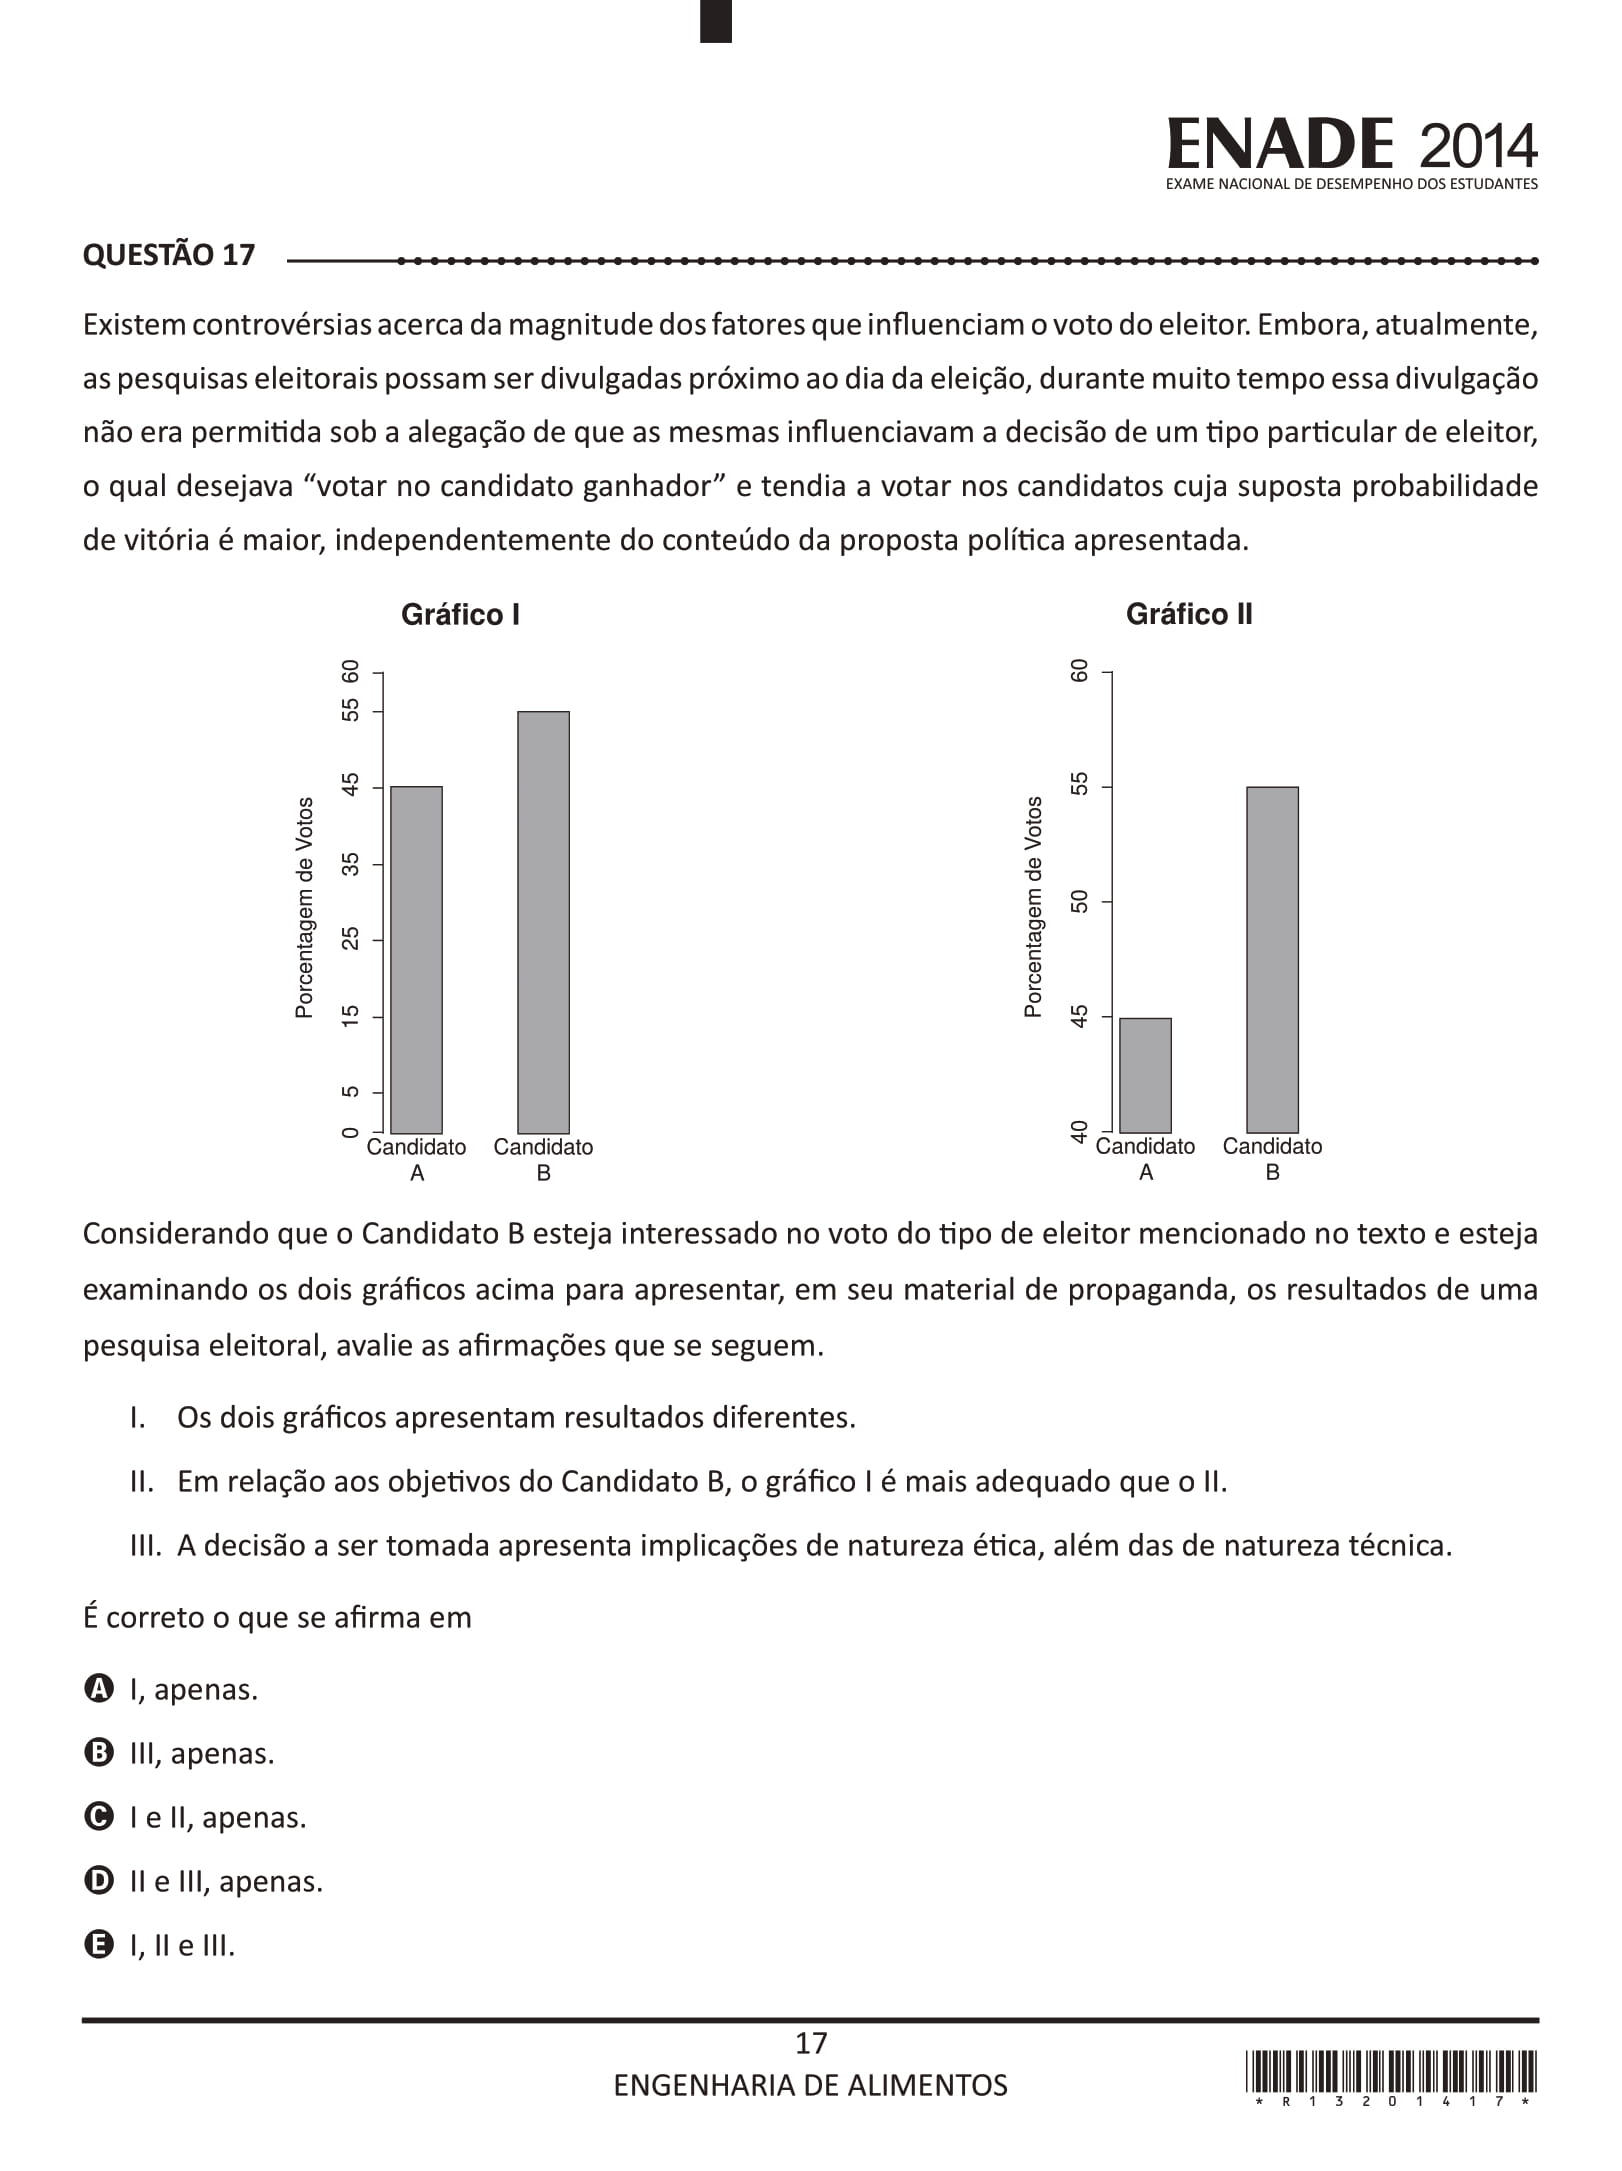 ENADE 2014
EXAME NACIONAL DE DESEMPENHO DOS ESTUDANTES
QUESTÃO 17
Existem controvérsias acerca da magnitude dos fatores que influenciam o voto do eleitor. Embora, atualmente,
as pesquisas eleitorais possam ser divulgadas próximo ao dia da eleição, durante muito tempo essa divulgação
não era permitida sob a alegação de que as mesmas influenciavam a decisão de um tipo particular de eleitor,
o qual desejava “votar no candidato ganhador” e tendia a votar nos candidatos cuja suposta probabilidade
de vitória é maior, independentemente do conteúdo da proposta política apresentada.
Gráfico I
Porcentagem de Votos
60
55
45
35
25
15
5
0
Candidato A
Candidato B
Gráfico II
Porcentagem de Votos
60
55
50
45
40
Candidato A
Candidato B
Considerando que o Candidato B esteja interessado no voto do tipo de eleitor mencionado no texto e esteja
examinando os dois gráficos acima para apresentar, em seu material de propaganda, os resultados de uma
pesquisa eleitoral, avalie as afirmações que se seguem.
I. Os dois gráficos apresentam resultados diferentes.
II. Em relação aos objetivos do Candidato B, o gráfico I é mais adequado que o II.
III. A decisão a ser tomada apresenta implicações de natureza ética, além das de natureza técnica.
É correto o que se afirma em
A I, apenas.
B III, apenas.
C I e II, apenas.
D II e III, apenas.
E I, II e III.
17
ENGENHARIA DE ALIMENTOS
* R 1 3 2 0 1 4 1 7 *